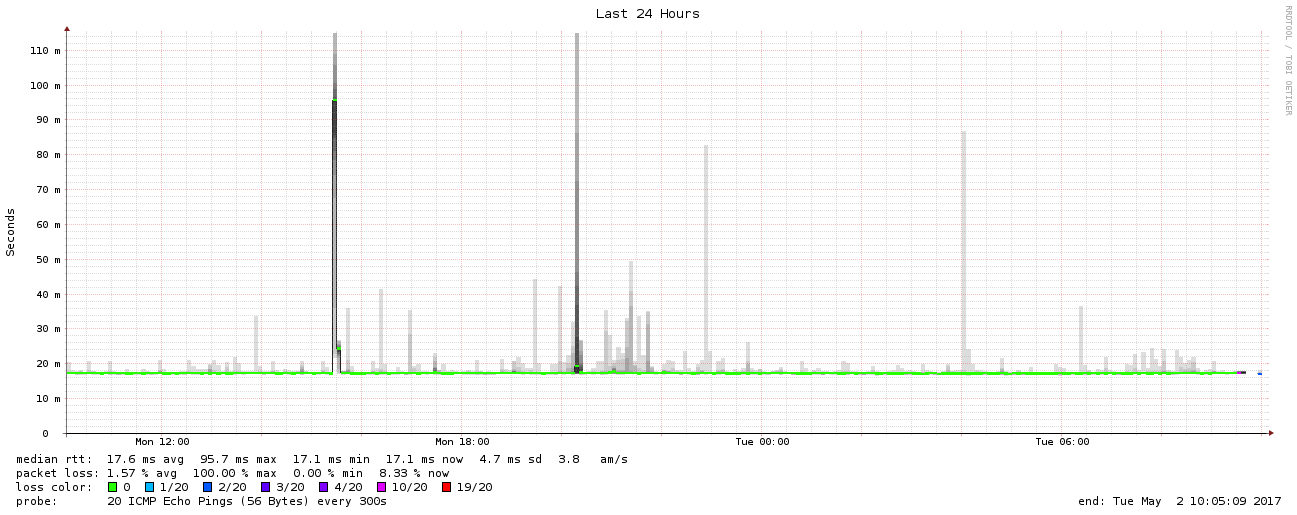 Last 24 Hours
RRDTOOL / TOBI OETIKER
Seconds
110 m
100 m
90 m
80 m
70 m
60 m
50 m
40 m
30 m
20 m
10 m
0
Mon 12:00 Mon 18:00 Tue 00:00 Tue 06:00
median rtt: 17.6 ms avg 95.7 ms max 17.1 ms min 17.1 ms now 4.7 ms sd 3.8 am/s
packet loss: 1.57 % avg 100.00 % max 0.00 % min 8.33 % now
loss color: 0 1/20 2/20 3/20 4/20 10/20 19/20
probe: 20 ICMP Echo Pings (56 Bytes) every 300s end: Tue May 2 10:05:09 2017